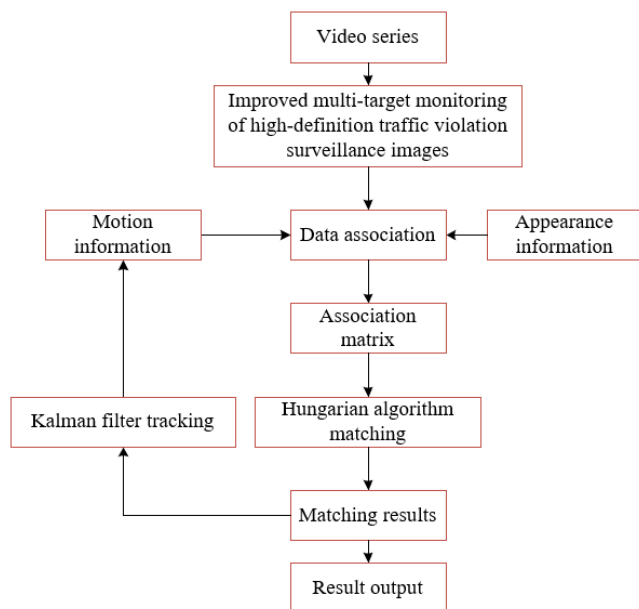 Video series
Improved multi-target monitoring
of high-definition traffic violation
surveillance images
Motion
information
Data association
Appearance
information
Association
matrix
Kalman filter tracking
Hungarian algorithm
matching
Matching results
Result output